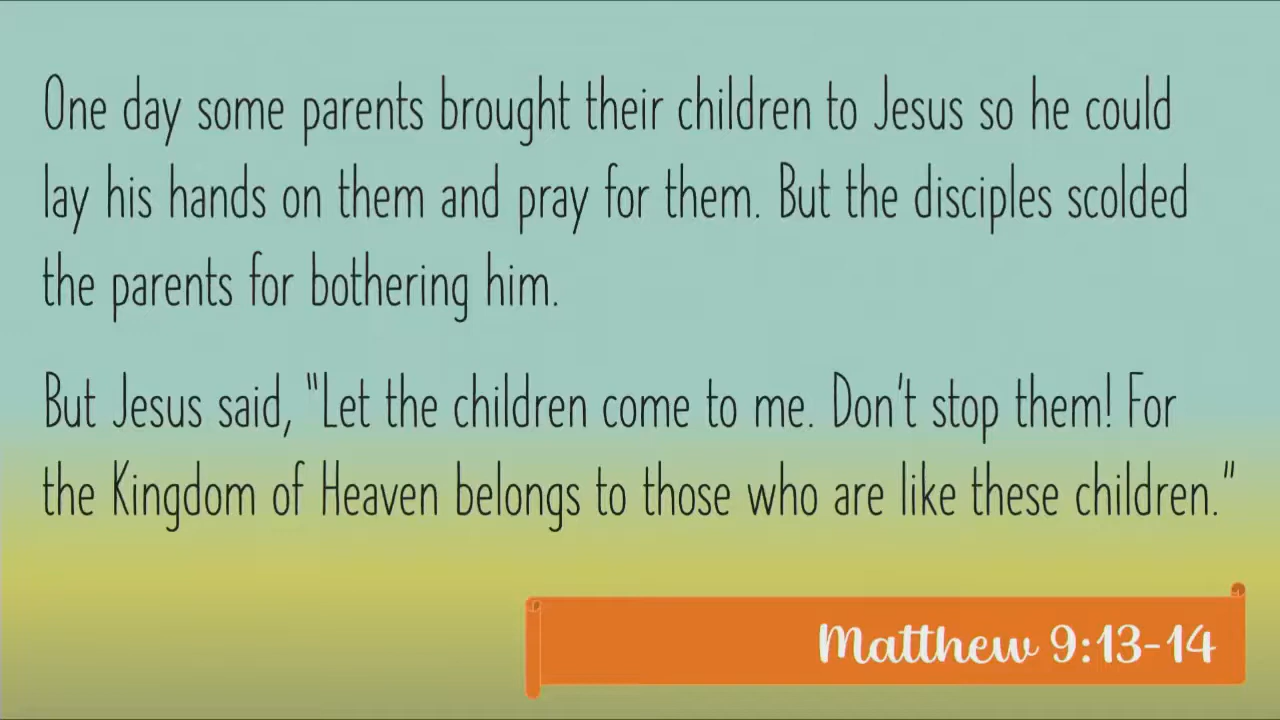 One day some parents brought their children to Jesus so he could
lay his hands on them and pray for them. But the disciples scolded
the parents for bothering him.
But Jesus said, "Let the children come to me. Don't stop them! For
the Kingdom of Heaven belongs to those who are like these children."
Matthew 9:13-14